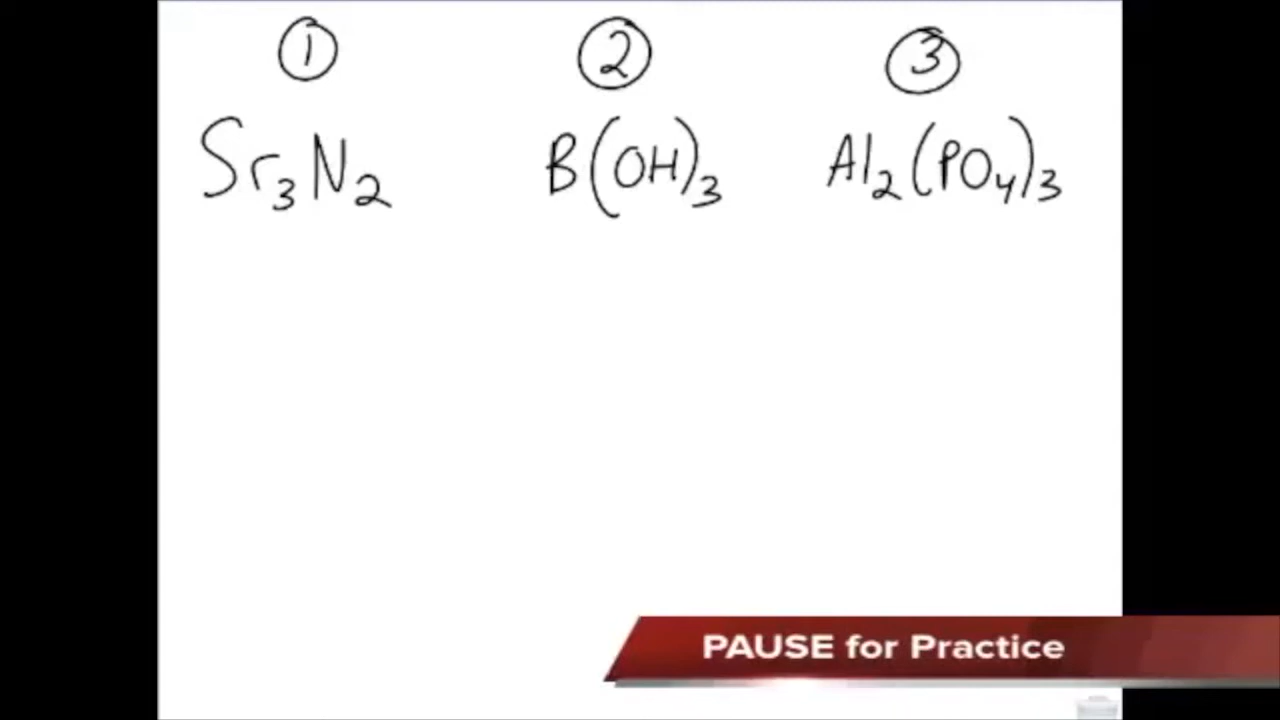 ① ② ③
Sr₃N₂ B(OH)₃ Al₂(PO₄)₃
PAUSE for Practice